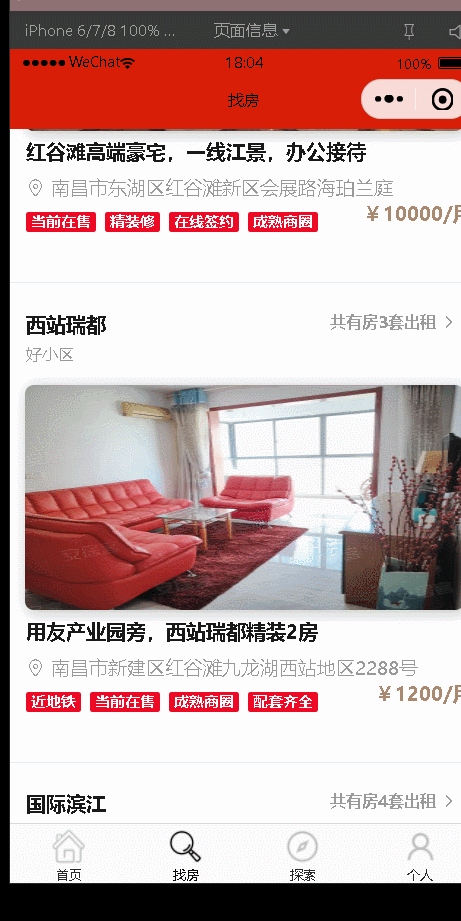 iPhone 6/7/8 100% ...
页面信息
WeChat
18:04
100%
找房
红谷滩高端豪宅，一线江景，办公接待
南昌市东湖区红谷滩新区会展路海珀兰庭
当前在售 精装修 在线签约 成熟商圈
￥10000/月
西站瑞都
共有房3套出租
好小区
用友产业园旁，西站瑞都精装2房
南昌市新建区红谷滩九龙湖西站地区2288号
近地铁 当前在售 成熟商圈 配套齐全
￥1200/月
国际滨江
共有房4套出租
首页 找房 探索 个人